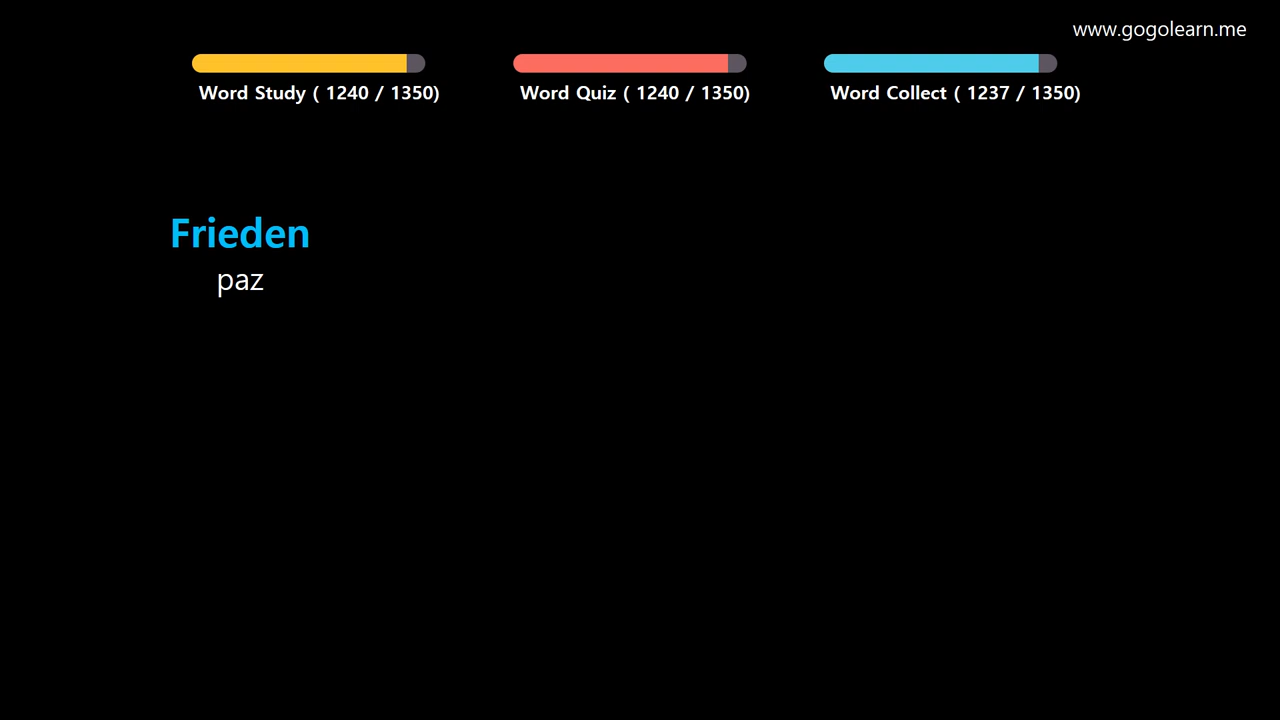 www.gogolearn.me
Word Study ( 1240 / 1350)
Word Quiz ( 1240 / 1350)
Word Collect ( 1237 / 1350)
Frieden
paz